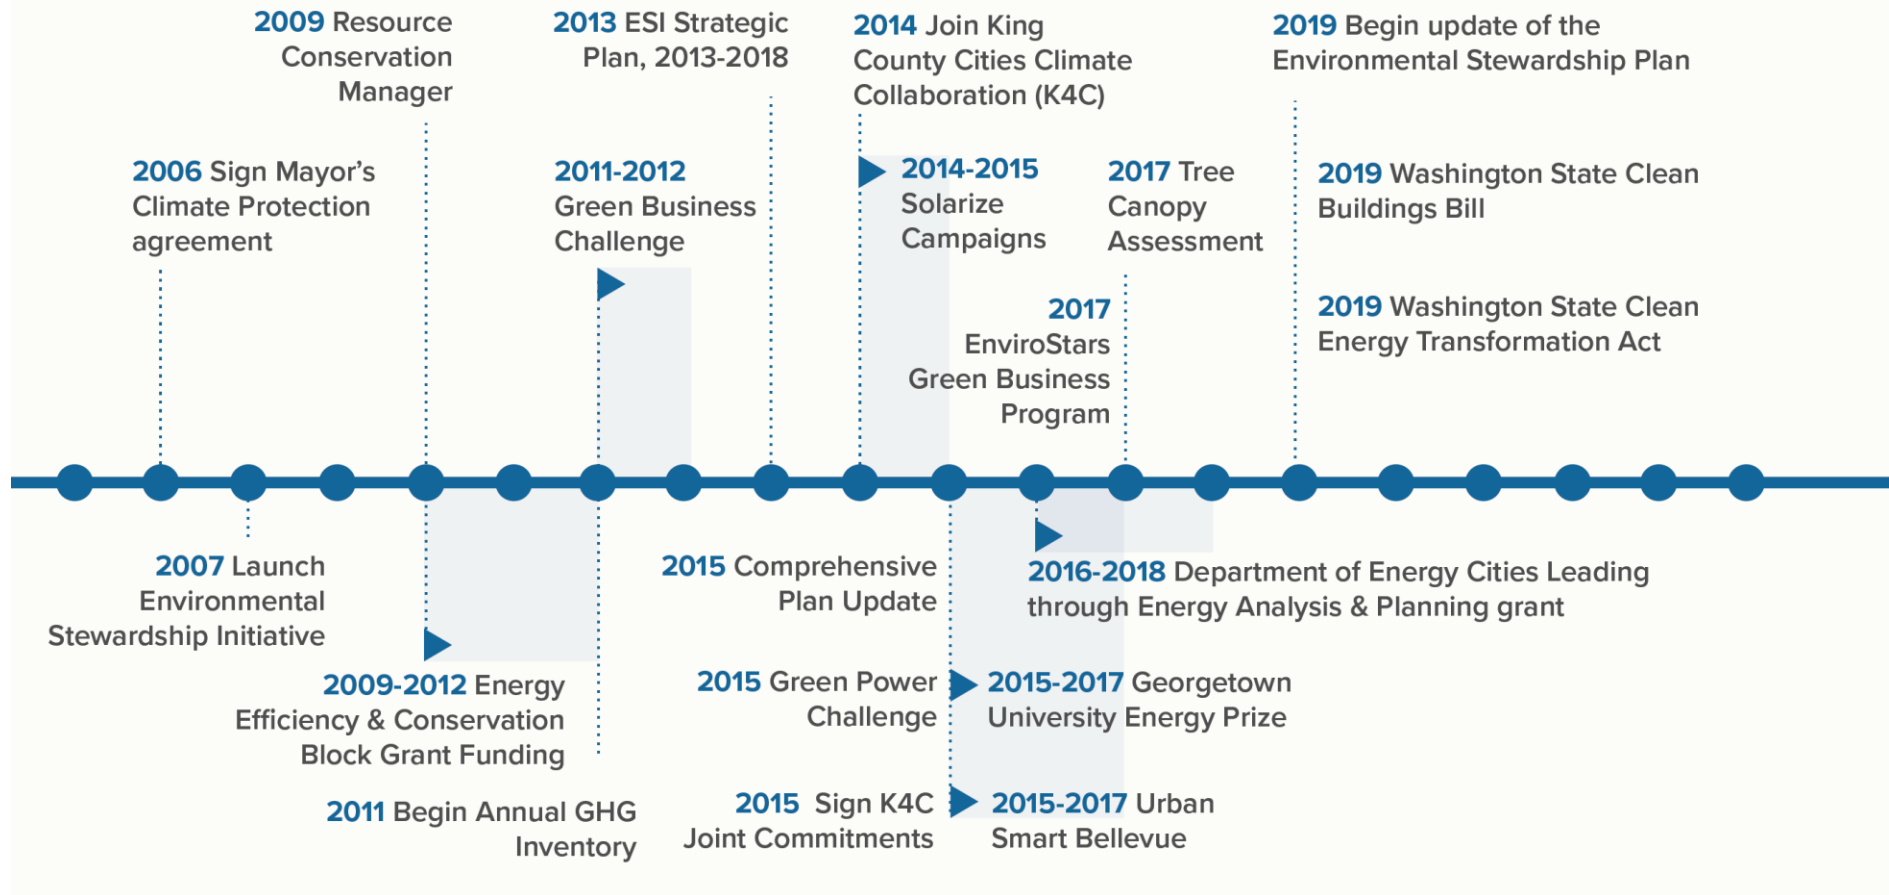 2009 Resource
Conservation
Manager
2013 ESI Strategic
Plan, 2013-2018
2014 Join King
County Cities Climate
Collaboration (K4C)
2019 Begin update of the
Environmental Stewardship Plan
2006 Sign Mayor's
Climate Protection
agreement
2011-2012
Green Business
Challenge
2014-2015
Solarize
Campaigns
2017 Tree
Canopy
Assessment
2019 Washington State Clean
Buildings Bill
2017
EnviroStars
Green Business
Program
2019 Washington State Clean
Energy Transformation Act
2007 Launch
Environmental
Stewardship Initiative
2015 Comprehensive
Plan Update
2016-2018 Department of Energy Cities Leading
through Energy Analysis & Planning grant
2009-2012 Energy
Efficiency & Conservation
Block Grant Funding
2015 Green Power
Challenge
2015-2017 Georgetown
University Energy Prize
2011 Begin Annual GHG
Inventory
2015 Sign K4C
Joint Commitments
2015-2017 Urban
Smart Bellevue